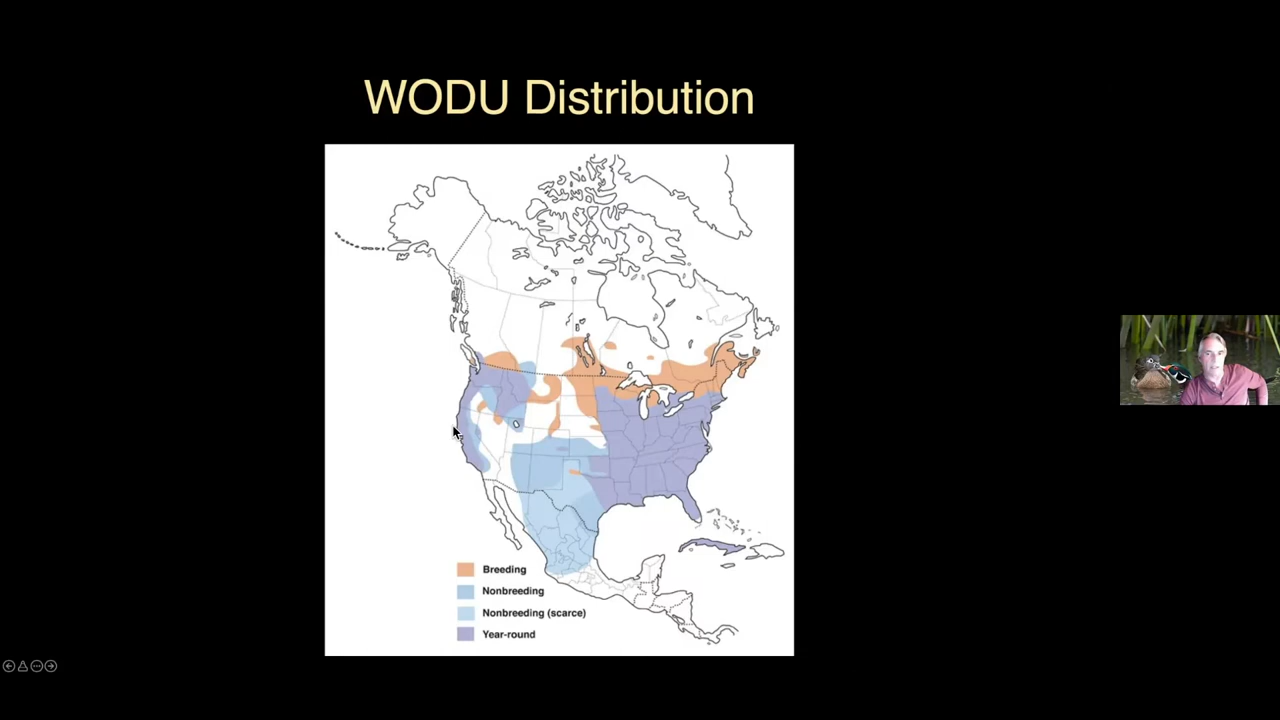 WODU Distribution
Breeding
Nonbreeding
Nonbreeding (scarce)
Year-round